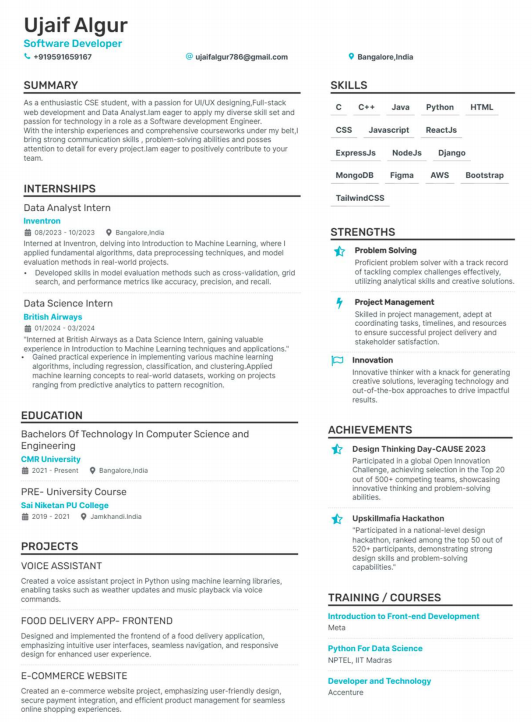 Ujaif Algur
Software Developer
+919591659167
@ ujaifalgur786@gmail.com
Bangalore,India
SUMMARY
As a enthusiastic CSE student, with a passion for UI/UX designing,Full-stack
web development and Data Analyst.Iam eager to apply my diverse skill set and
passion for technology in a role as a Software development Engineer.
With the intership experiences and comprehensive courseworks under my belt,I
bring strong communication skills , problem-solving abilities and posses
attention to detail for every project.Iam eager to positively contribute to your
team.
INTERNSHIPS
Data Analyst Intern
Inventron
08/2023 - 10/2023 Bangalore,India
Interned at Inventron, delving into Introduction to Machine Learning, where I
applied fundamental algorithms, data preprocessing techniques, and model
evaluation methods in real-world projects.
• Developed skills in model evaluation methods such as cross-validation, grid
search, and performance metrics like accuracy, precision, and recall.
Data Science Intern
British Airways
01/2024 - 03/2024
"Interned at British Airways as a Data Science Intern, gaining valuable
experience in Introduction to Machine Learning techniques and applications."
• Gained practical experience in implementing various machine learning
algorithms, including regression, classification, and clustering.Applied
machine learning concepts to real-world datasets, working on projects
ranging from predictive analytics to pattern recognition.
EDUCATION
Bachelors Of Technology In Computer Science and
Engineering
CMR University
2021 - Present Bangalore,India
PRE- University Course
Sai Niketan PU College
2019 - 2021 Jamkhandi.India
PROJECTS
VOICE ASSISTANT
Created a voice assistant project in Python using machine learning libraries,
enabling tasks such as weather updates and music playback via voice
commands.
FOOD DELIVERY APP- FRONTEND
Designed and implemented the frontend of a food delivery application,
emphasizing intuitive user interfaces, seamless navigation, and responsive
design for enhanced user experience.
E-COMMERCE WEBSITE
Created an e-commerce website project, emphasizing user-friendly design,
secure payment integration, and efficient product management for seamless
online shopping experiences.
SKILLS
C C++ Java Python HTML
CSS Javascript ReactJs
ExpressJs NodeJs Django
MongoDB Figma AWS Bootstrap
TailwindCSS
STRENGTHS
Problem Solving
Proficient problem solver with a track record
of tackling complex challenges effectively,
utilizing analytical skills and creative solutions.
Project Management
Skilled in project management, adept at
coordinating tasks, timelines, and resources
to ensure successful project delivery and
stakeholder satisfaction.
Innovation
Innovative thinker with a knack for generating
creative solutions, leveraging technology and
out-of-the-box approaches to drive impactful
results.
ACHIEVEMENTS
Design Thinking Day-CAUSE 2023
Participated in a global Open Innovation
Challenge, achieving selection in the Top 20
out of 500+ competing teams, showcasing
innovative thinking and problem-solving
abilities.
Upskillmafia Hackathon
"Participated in a national-level design
hackathon, ranked among the top 50 out of
520+ participants, demonstrating strong
design skills and problem-solving
capabilities."
TRAINING / COURSES
Introduction to Front-end Development
Meta
Python For Data Science
NPTEL, IIT Madras
Developer and Technology
Accenture